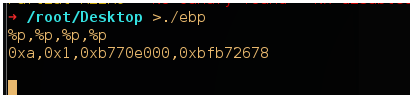 ➜ /root/Desktop >./ebp
%p,%p,%p,%p
0xa,0x1,0xb770e000,0xbfb72678